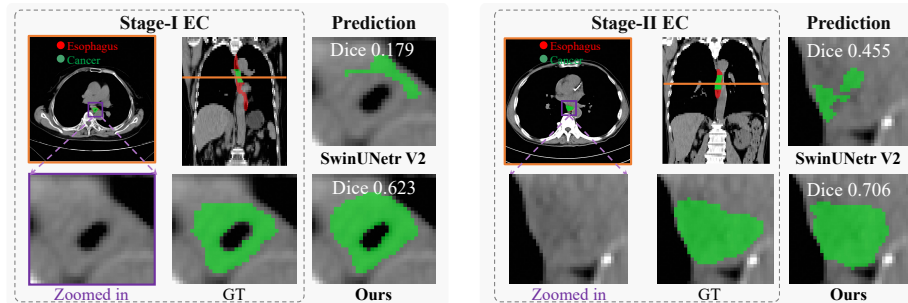 Stage-I EC
Prediction
Esophagus
Cancer
Dice 0.179
SwinUNetr V2
Dice 0.623
Zoomed in
GT
Ours
Stage-II EC
Prediction
Esophagus
Cancer
Dice 0.455
SwinUNetr V2
Dice 0.706
Zoomed in
GT
Ours